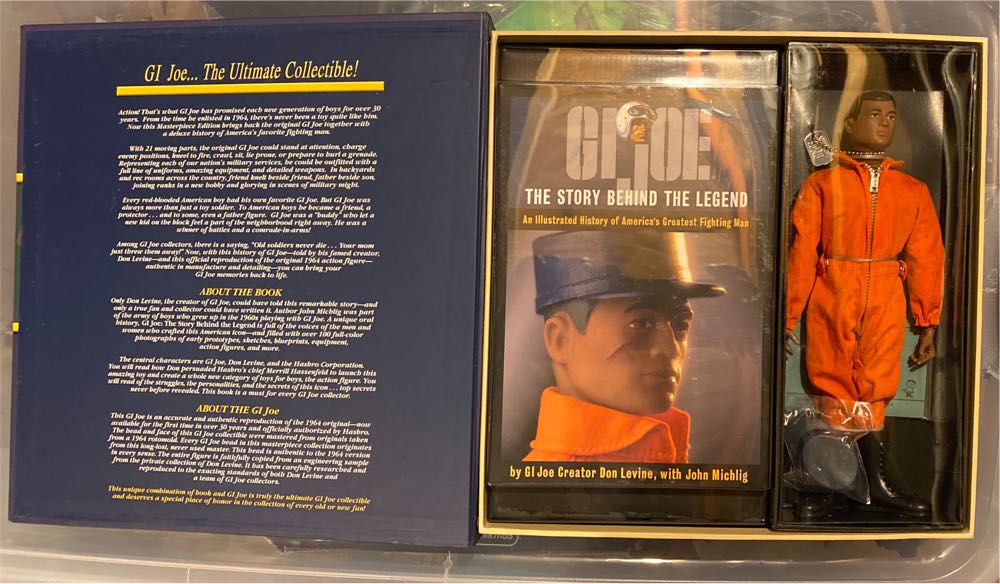 GI Joe... The Ultimate Collectible!
Action! That's what GI Joe has promised each new generation of boys for over 30
years. From the time he enlisted in 1964, there's never been a toy quite like him.
Now this Masterpiece Edition brings back the original GI Joe together with
a deluxe history of America's favorite fighting man.
With 21 moving parts, the original GI Joe could stand at attention, charge
enemy positions, kneel to fire, crawl, sit, lie prone, or prepare to hurl a grenade.
Representing each of our nation's military services, he could be outfitted with a
full line of uniforms, amazing equipment, and detailed weapons. In backyards
and rec rooms across the country, friend knelt beside friend, father beside son,
joining ranks in a new hobby and glorying in scenes of military might.
Every red-blooded American boy had his own favorite GI Joe. But GI Joe was
always more than just a toy soldier. To American boys he became a friend, a
protector . . . and to some, even a father figure. GI Joe was a "buddy" who let a
new kid on the block feel a part of the neighborhood right away. He was a
winner of battles and a comrade-in-arms!
Among GI Joe collectors, there is a saying, "Old soldiers never die . . . Your mom
just threw them away!" Now, with this history of GI Joe—told by his famed creator,
Don Levine—and this official reproduction of the original 1964 action figure—
authentic in manufacture and detailing—you can bring your
GI Joe memories back to life.
ABOUT THE BOOK
Only Don Levine, the creator of GI Joe, could have told this remarkable story—and
only a true fan and collector could have written it. Author John Michlig was part
of the army of boys who grew up in the 1960s playing with GI Joe. A unique oral
history, GI Joe: The Story Behind the Legend is full of the voices of the men and
women who crafted this American icon—and filled with over 100 full-color
photographs of early prototypes, sketches, blueprints, equipment,
action figures, and more.
The central characters are GI Joe, Don Levine, and the Hasbro Corporation.
You will read how Don persuaded Hasbro's chief Merrill Hassenfeld to launch this
amazing toy and create a whole new category of toys for boys, the action figure. You
will read of the struggles, the personalities, and the secrets of this icon . . . top secrets
never before revealed. This book is a must for every GI Joe collector.
ABOUT THE GI Joe
This GI Joe is an accurate and authentic reproduction of the 1964 original—now
available for the first time in over 30 years and officially authorized by Hasbro.
The head and face of this GI Joe collectible were mastered from originals taken
from a 1964 rotomold. Every GI Joe head in this masterpiece collection originates
from this long-lost, never used master. This head is authentic to the 1964 version
in every sense. The entire figure is faithfully copied from an engineering sample
from the private collection of Don Levine. It has been carefully researched and
reproduced to the exacting standards of both Don Levine and
a team of GI Joe collectors.
This unique combination of book and GI Joe is truly the ultimate GI Joe collectible
and deserves a special place of honor in the collection of every old or new fan!
GI JOE
THE STORY BEHIND THE LEGEND
An Illustrated History of America's Greatest Fighting Man
by GI Joe Creator Don Levine, with John Michlig